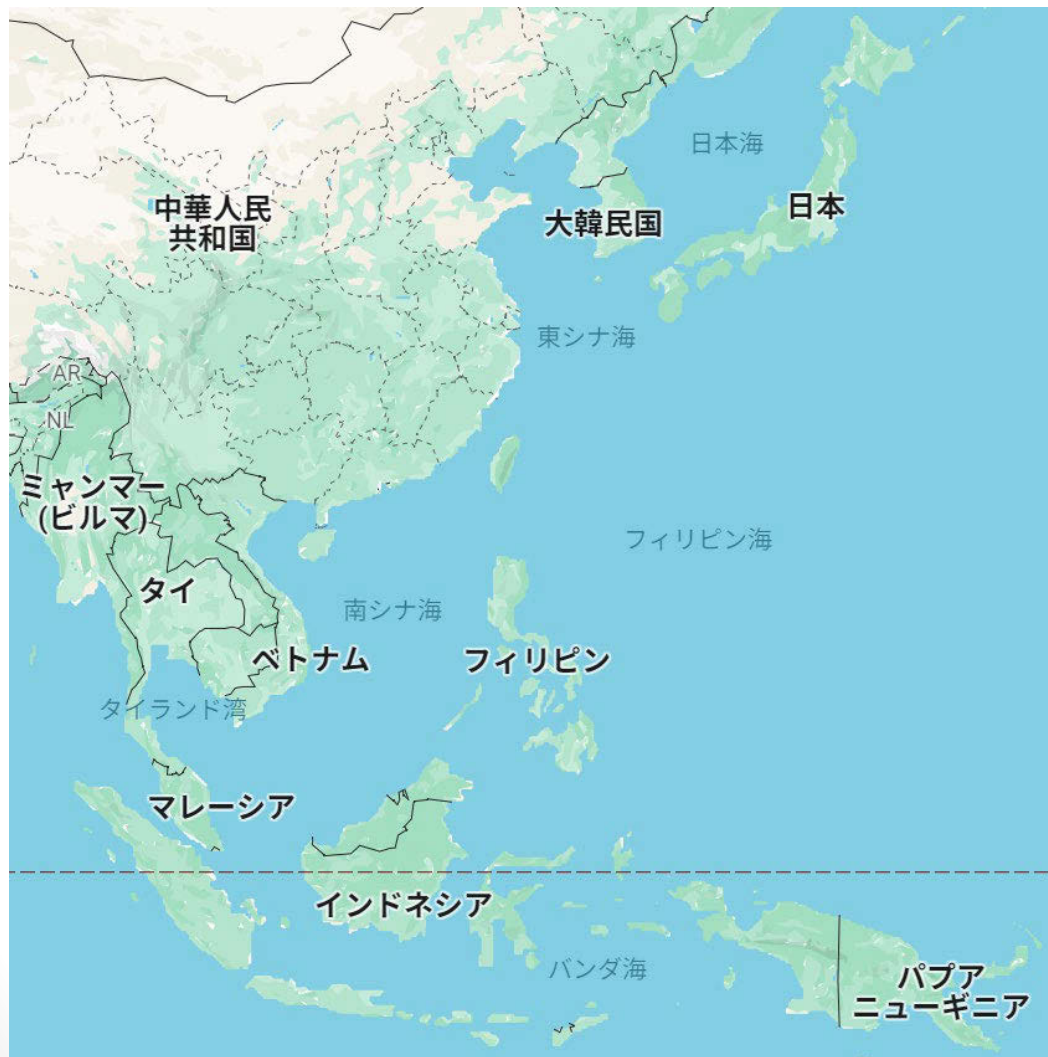 日本海
中華人民
共和国
大韓民国
日本
東シナ海
AR
NL
ミャンマー
(ビルマ)
フィリピン海
タイ
南シナ海
ベトナム
フィリピン
タイランド湾
マレーシア
インドネシア
バンダ海
パプア
ニューギニア